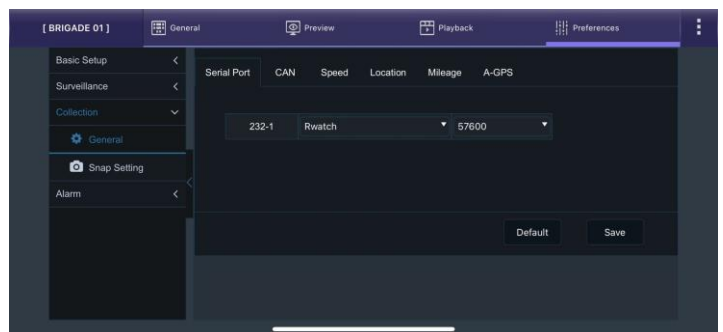 [ BRIGADE 01 ] General Preview Playback Preferences
Basic Setup
Surveillance
Collection
General
Snap Setting
Alarm
Serial Port CAN Speed Location Mileage A-GPS
232-1 Rwatch 57600
Default Save